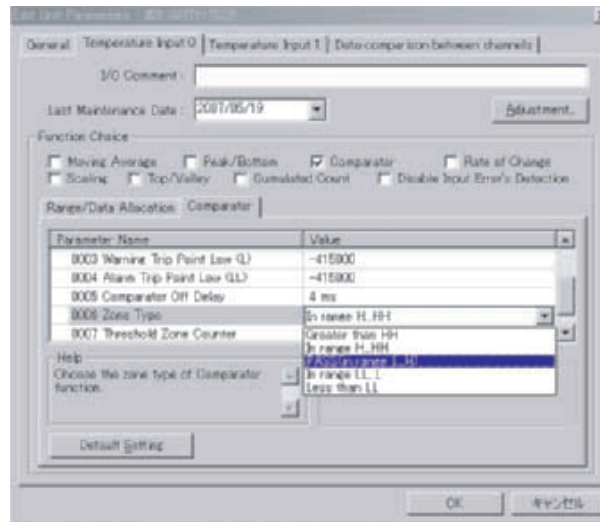 Edit Unit Parameters
General Temperature Input 0 Temperature Input 1 Data comparison between channels
I/O Comment :
Last Maintenance Date : 2007/05/19 Adjustment.
Function Choice
Moving Average Peak/Bottom Comparator Rate of Change
Scaling Top/Valley Cumulated Count Disable Input Error's Detection
Range/Data Allocation Comparator
Parameter Name Value
0003 Warning Trip Point Low (L) -415800
0004 Alarm Trip Point Low (LL) -415800
0005 Comparator Off Delay 4 ms
0006 Zone Type In range H..HH
0007 Threshold Zone Counter
Greater than HH
In range H..HH
in range L..H
In range LL..L
Less than LL
Help
Choose the zone type of Comparator
function.
Default Setting
OK キャンセル